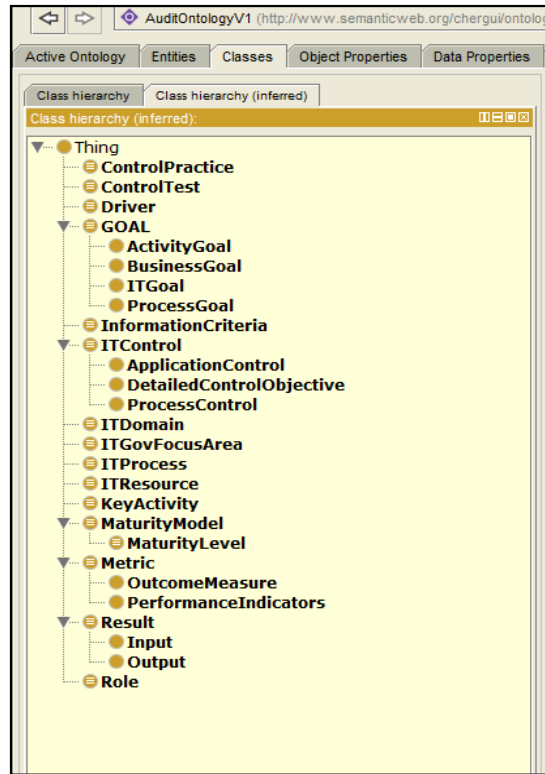 AuditOntologyV1 (http://www.semanticweb.org/chergui/ontolog
Active Ontology Entities Classes Object Properties Data Properties
Class hierarchy Class hierarchy (inferred)
Class hierarchy (inferred):
Thing
ControlPractice
ControlTest
Driver
GOAL
ActivityGoal
BusinessGoal
ITGoal
ProcessGoal
InformationCriteria
ITControl
ApplicationControl
DetailedControlObjective
ProcessControl
ITDomain
ITGovFocusArea
ITProcess
ITResource
KeyActivity
MaturityModel
MaturityLevel
Metric
OutcomeMeasure
PerformanceIndicators
Result
Input
Output
Role